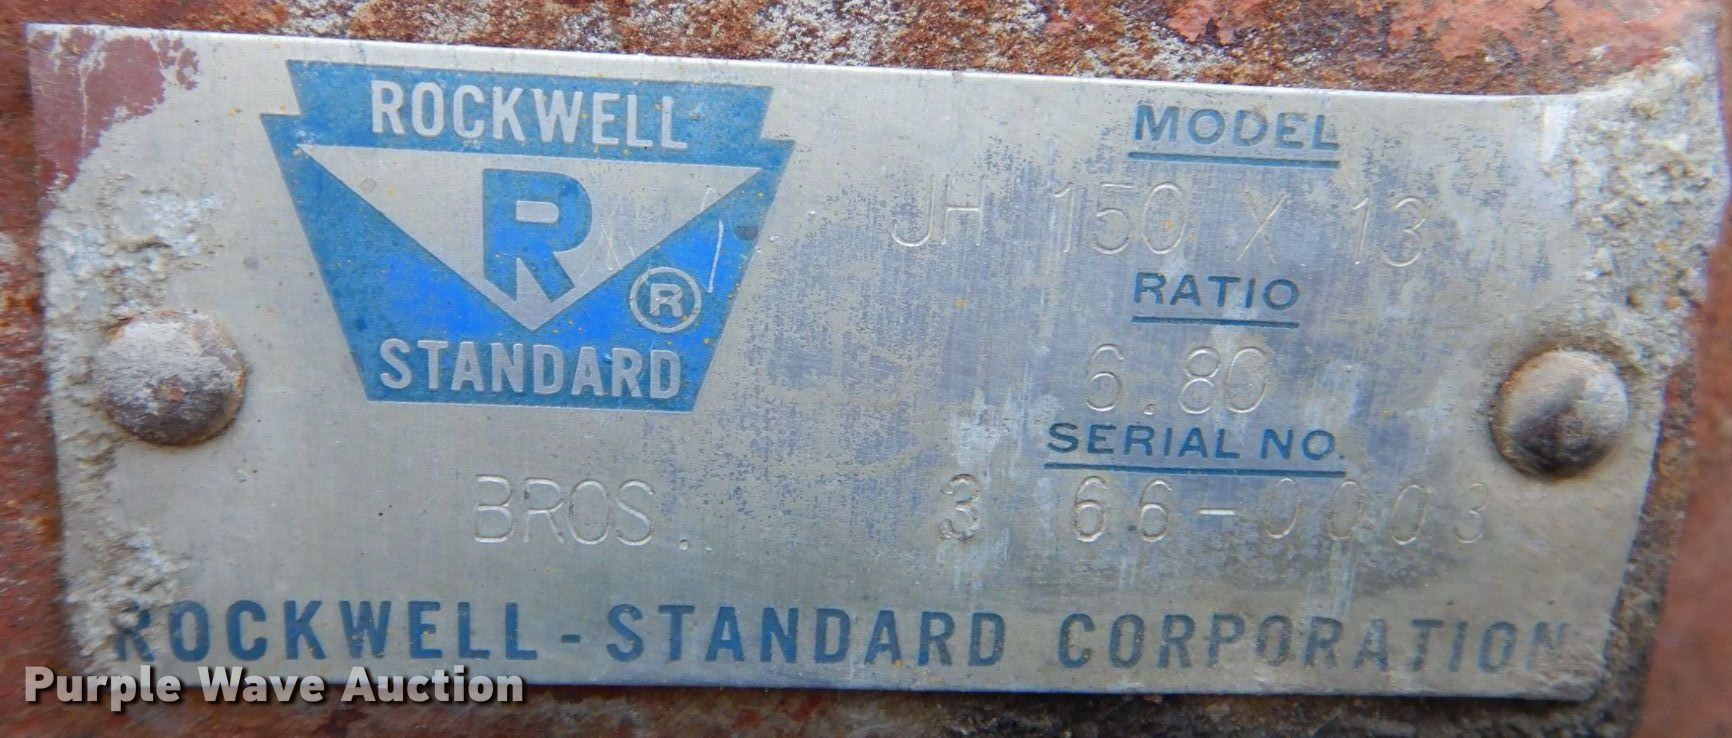 ROCKWELL
R
®
STANDARD
MODEL
JH 150 X 13
RATIO
6.80
SERIAL NO.
BROS. 3 66-0003
ROCKWELL-STANDARD CORPORATION
Purple Wave Auction